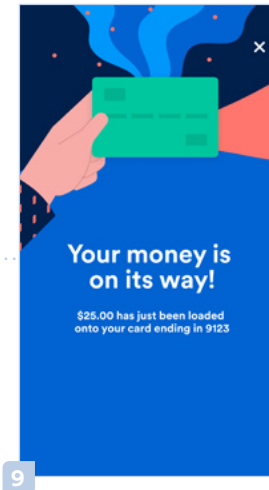 Your money is
on its way!
$25.00 has just been loaded
onto your card ending in 9123
9